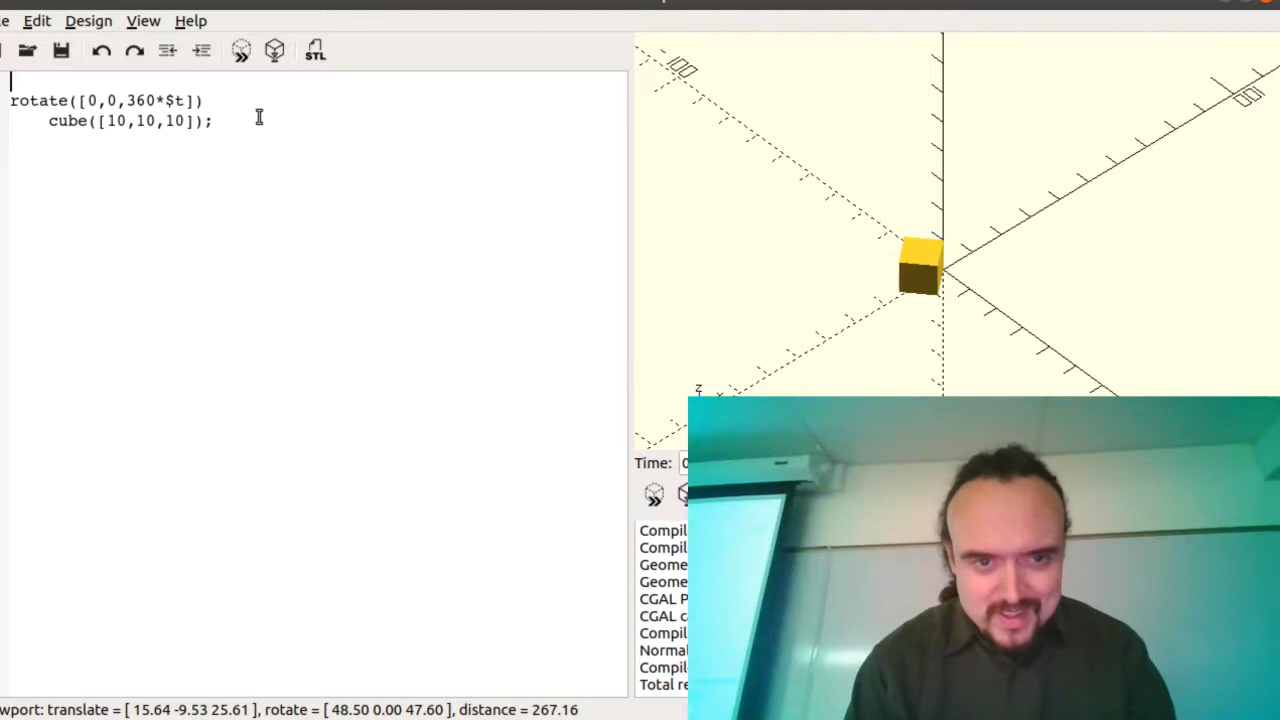 Edit Design View Help
STL
rotate([0,0,360*$t])
cube([10,10,10]);
100
z
Time:
Compil
Compil
Geome
Geome
CGAL P
CGAL c
Compil
Normal
Compil
Total re
wport: translate = [ 15.64 -9.53 25.61 ], rotate = [ 48.50 0.00 47.60 ], distance = 267.16